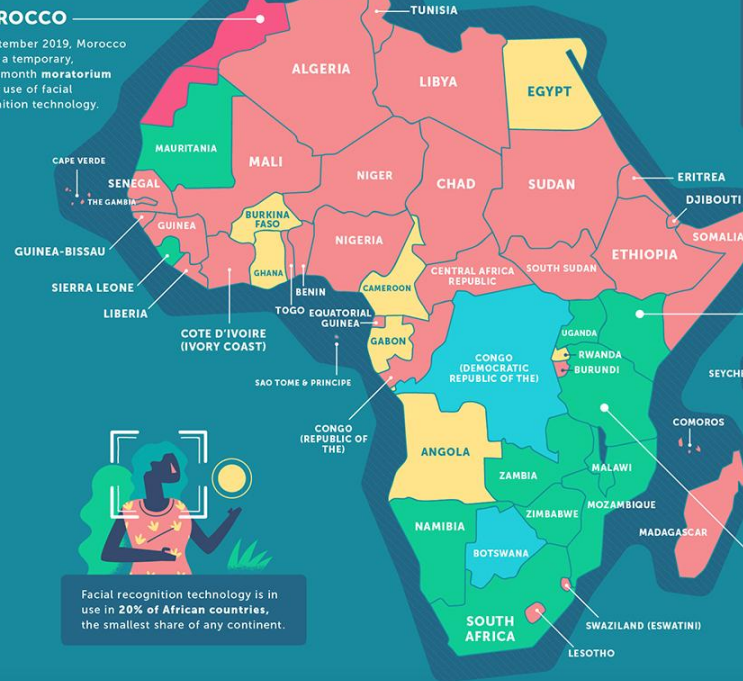 ROCCO
tember 2019, Morocco
a temporary,
month moratorium
use of facial
nition technology.
TUNISIA
ALGERIA
LIBYA
EGYPT
MAURITANIA
CAPE VERDE
MALI
NIGER
CHAD
SUDAN
ERITREA
SENEGAL
THE GAMBIA
DJIBOUTI
BURKINA
FASO
GUINEA
SOMALIA
NIGERIA
GUINEA-BISSAU
ETHIOPIA
GHANA
CENTRAL AFRICA
REPUBLIC
SOUTH SUDAN
SIERRA LEONE
CAMEROON
BENIN
LIBERIA
TOGO
EQUATORIAL
GUINEA
COTE D'IVOIRE
(IVORY COAST)
GABON
UGANDA
RWANDA
CONGO
(DEMOCRATIC
REPUBLIC OF THE)
BURUNDI
SEYCH
SAO TOME & PRINCIPE
CONGO
(REPUBLIC OF
THE)
COMOROS
ANGOLA
ZAMBIA
MALAWI
MOZAMBIQUE
ZIMBABWE
NAMIBIA
MADAGASCAR
BOTSWANA
SOUTH
AFRICA
SWAZILAND (ESWATINI)
LESOTHO
Facial recognition technology is in
use in 20% of African countries,
the smallest share of any continent.